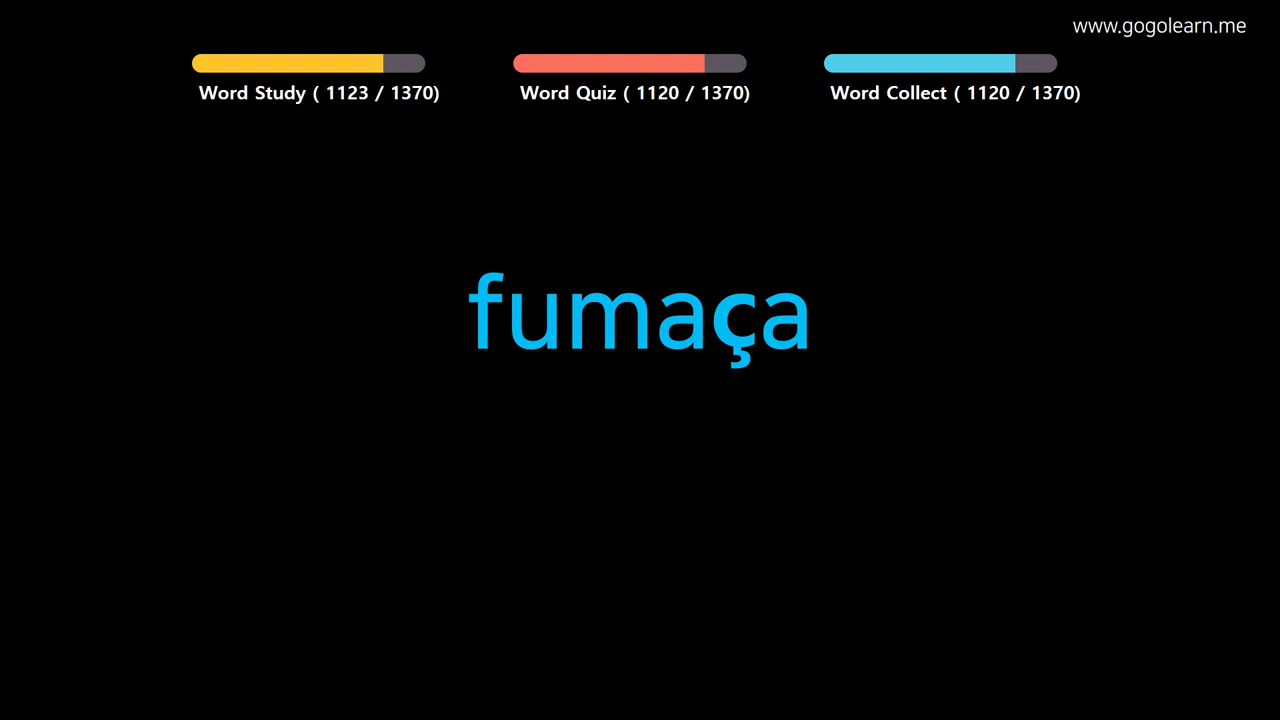 www.gogolearn.me
Word Study ( 1123 / 1370)
Word Quiz ( 1120 / 1370)
Word Collect ( 1120 / 1370)
fumaça